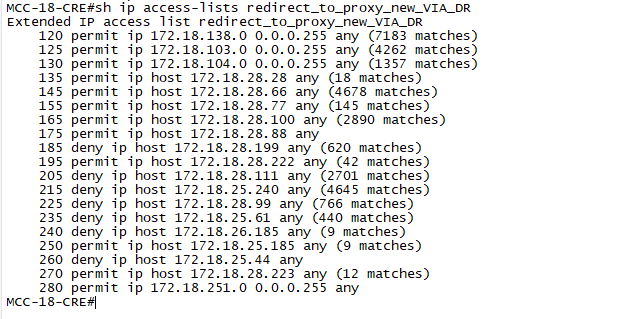 MCC-18-CRE#sh ip access-lists redirect_to_proxy_new_VIA_DR
Extended IP access list redirect_to_proxy_new_VIA_DR
120 permit ip 172.18.138.0 0.0.0.255 any (7183 matches)
125 permit ip 172.18.103.0 0.0.0.255 any (4262 matches)
130 permit ip 172.18.104.0 0.0.0.255 any (1357 matches)
135 permit ip host 172.18.28.28 any (18 matches)
145 permit ip host 172.18.28.66 any (4678 matches)
155 permit ip host 172.18.28.77 any (145 matches)
165 permit ip host 172.18.28.100 any (2890 matches)
175 permit ip host 172.18.28.88 any
185 deny ip host 172.18.28.199 any (620 matches)
195 permit ip host 172.18.28.222 any (42 matches)
205 deny ip host 172.18.28.111 any (2701 matches)
215 deny ip host 172.18.25.240 any (4645 matches)
225 deny ip host 172.18.28.99 any (766 matches)
235 deny ip host 172.18.25.61 any (440 matches)
240 deny ip host 172.18.26.185 any (9 matches)
250 permit ip host 172.18.25.185 any (9 matches)
260 deny ip host 172.18.25.44 any
270 permit ip host 172.18.28.223 any (12 matches)
280 permit ip 172.18.251.0 0.0.0.255 any
MCC-18-CRE#